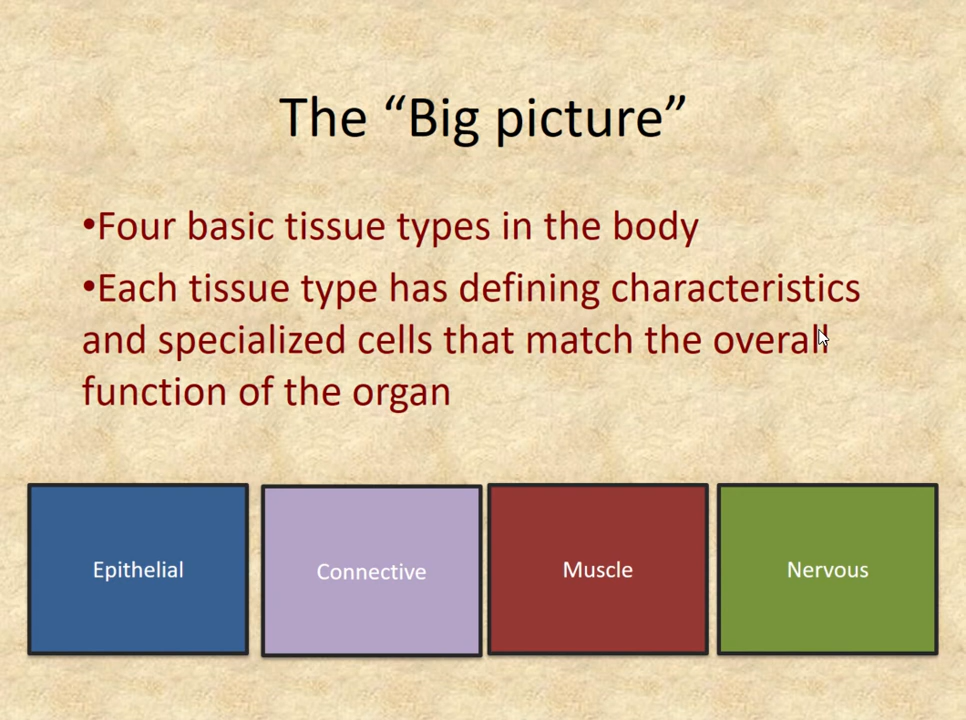 The “Big picture”
•Four basic tissue types in the body
•Each tissue type has defining characteristics
and specialized cells that match the overall
function of the organ
Epithelial
Connective
Muscle
Nervous